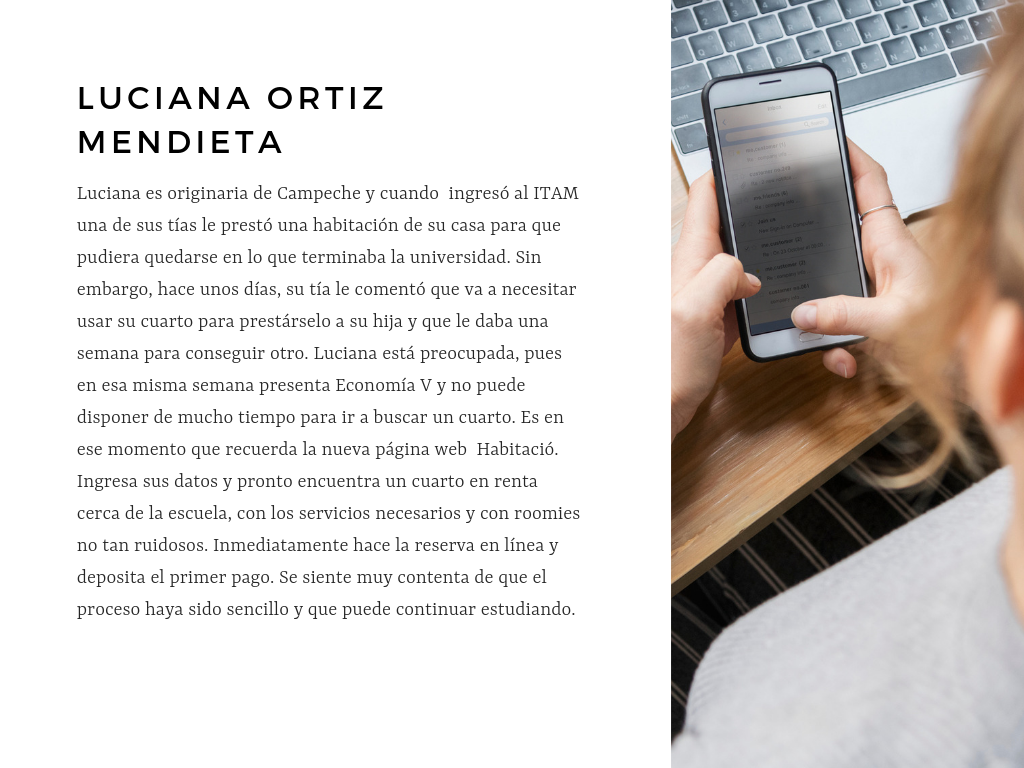 LUCIANA ORTIZ
MENDIETA
Luciana es originaria de Campeche y cuando  ingresó al ITAM
una de sus tías le prestó una habitación de su casa para que
pudiera quedarse en lo que terminaba la universidad. Sin
embargo, hace unos días, su tía le comentó que va a necesitar
usar su cuarto para prestárselo a su hija y que le daba una
semana para conseguir otro. Luciana está preocupada, pues
en esa misma semana presenta Economía V y no puede
disponer de mucho tiempo para ir a buscar un cuarto. Es en
ese momento que recuerda la nueva página web  Habitació.
Ingresa sus datos y pronto encuentra un cuarto en renta
cerca de la escuela, con los servicios necesarios y con roomies
no tan ruidosos. Inmediatamente hace la reserva en línea y
deposita el primer pago. Se siente muy contenta de que el
proceso haya sido sencillo y que puede continuar estudiando.